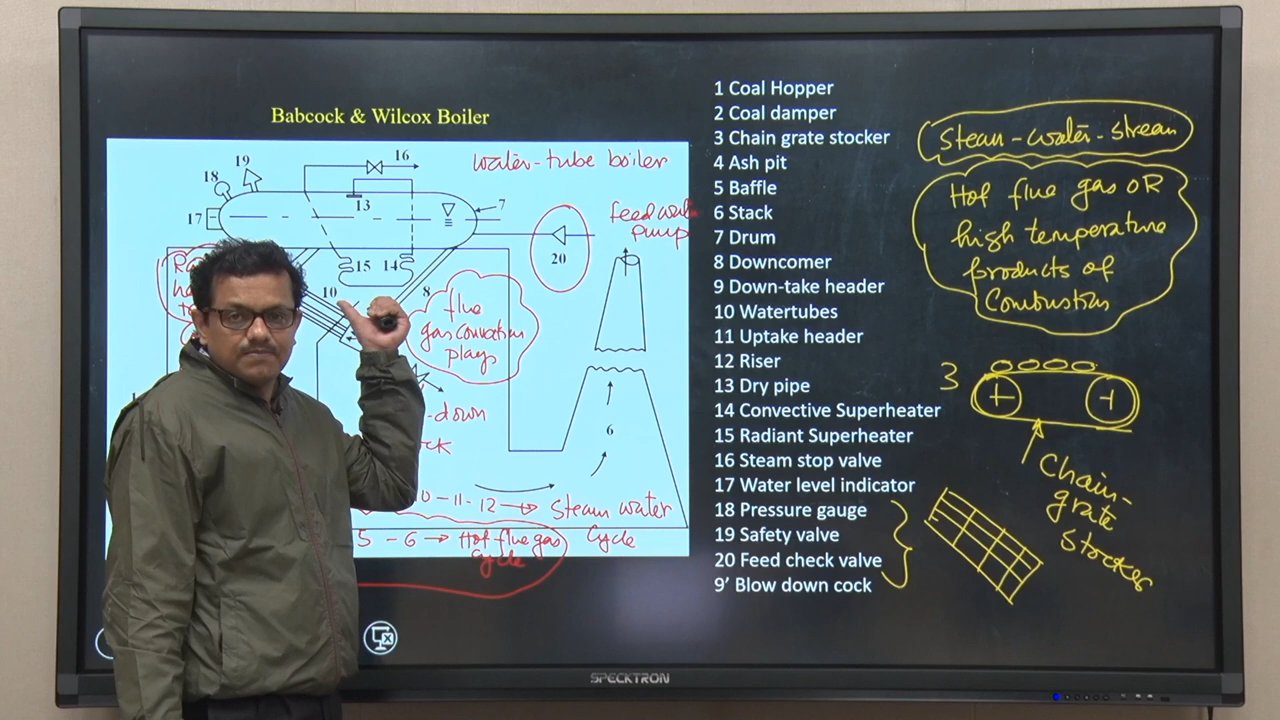 Babcock & Wilcox Boiler
19
16
water-tube boiler
18
13
17
7
feed water
pump
20
15
14
10
8
flue
gas convection
plays
-down
6
10-11-12 → Steam water
cycle
5 - 6 → Hot flue gas
cycle
1 Coal Hopper
2 Coal damper
3 Chain grate stocker
4 Ash pit
5 Baffle
6 Stack
7 Drum
8 Downcomer
9 Down-take header
10 Watertubes
11 Uptake header
12 Riser
13 Dry pipe
14 Convective Superheater
15 Radiant Superheater
16 Steam stop valve
17 Water level indicator
18 Pressure gauge
19 Safety valve
20 Feed check valve
9’ Blow down cock
Steam-water-stream
Hot flue gas OR
high temperature
products of
Combustion
3
Chain-
grate
stocker
SPECKTRON